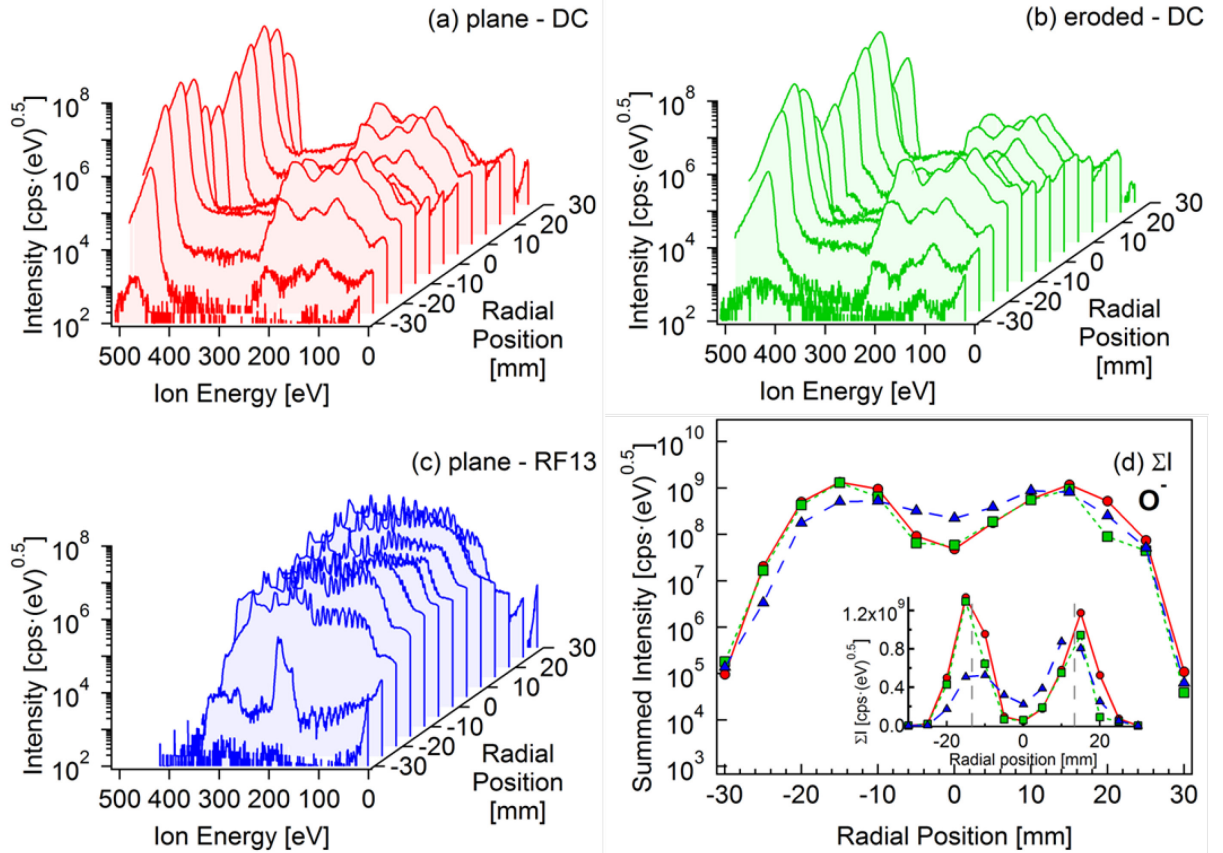 (a) plane - DC
Intensity [cps·(eV)^0.5]
10^8
10^6
10^4
10^2
500 400 300 200 100 0
Ion Energy [eV]
-30 -20 -10 0 10 20 30
Radial
Position
[mm]
(b) eroded - DC
Intensity [cps·(eV)^0.5]
10^8
10^6
10^4
10^2
500 400 300 200 100 0
Ion Energy [eV]
-30 -20 -10 0 10 20 30
Radial
Position
[mm]
(c) plane - RF13
Intensity [cps·(eV)^0.5]
10^8
10^6
10^4
10^2
500 400 300 200 100 0
Ion Energy [eV]
-30 -20 -10 0 10 20 30
Radial
Position
[mm]
(d) ΣI
O^-
Summed Intensity [cps·(eV)^0.5]
10^10
10^9
10^8
10^7
10^6
10^5
10^4
10^3
-30 -20 -10 0 10 20 30
Radial Position [mm]
ΣI [cps·(eV)^0.5]
1.2x10^9
0.8
0.4
0.0
-20 0 20
Radial position [mm]